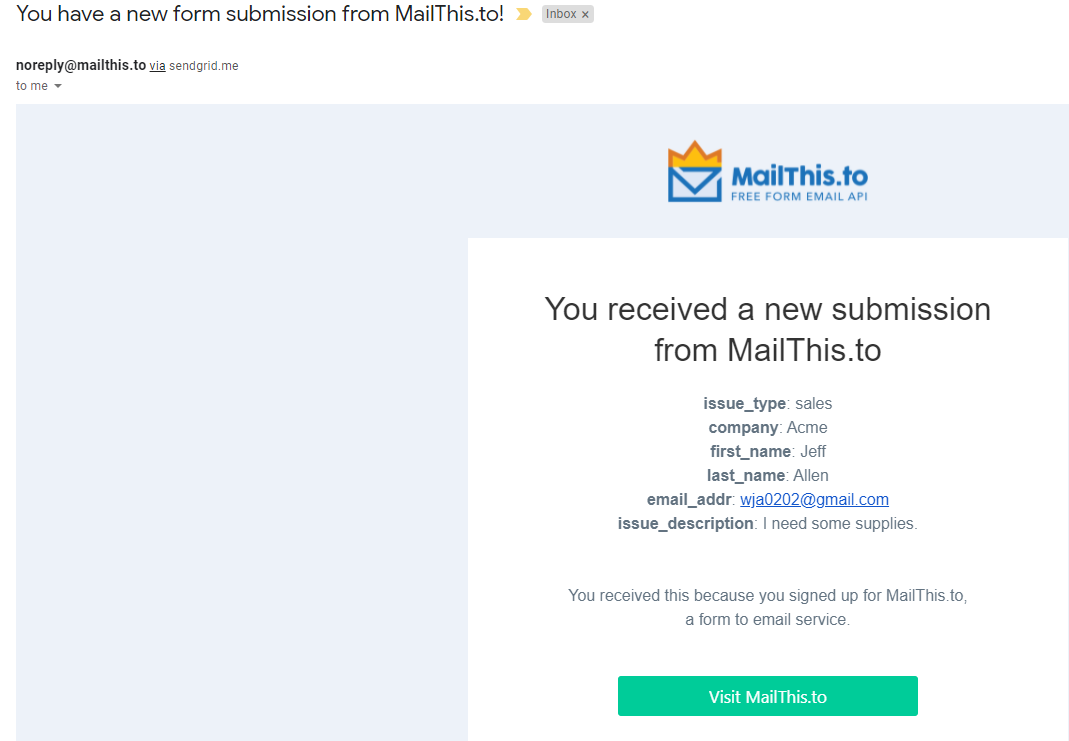 You have a new form submission from MailThis.to!
Inbox x
noreply@mailthis.to via sendgrid.me
to me
MailThis.to
FREE FORM EMAIL API
You received a new submission
from MailThis.to
issue_type: sales
company: Acme
first_name: Jeff
last_name: Allen
email_addr: wja0202@gmail.com
issue_description: I need some supplies.
You received this because you signed up for MailThis.to,
a form to email service.
Visit MailThis.to